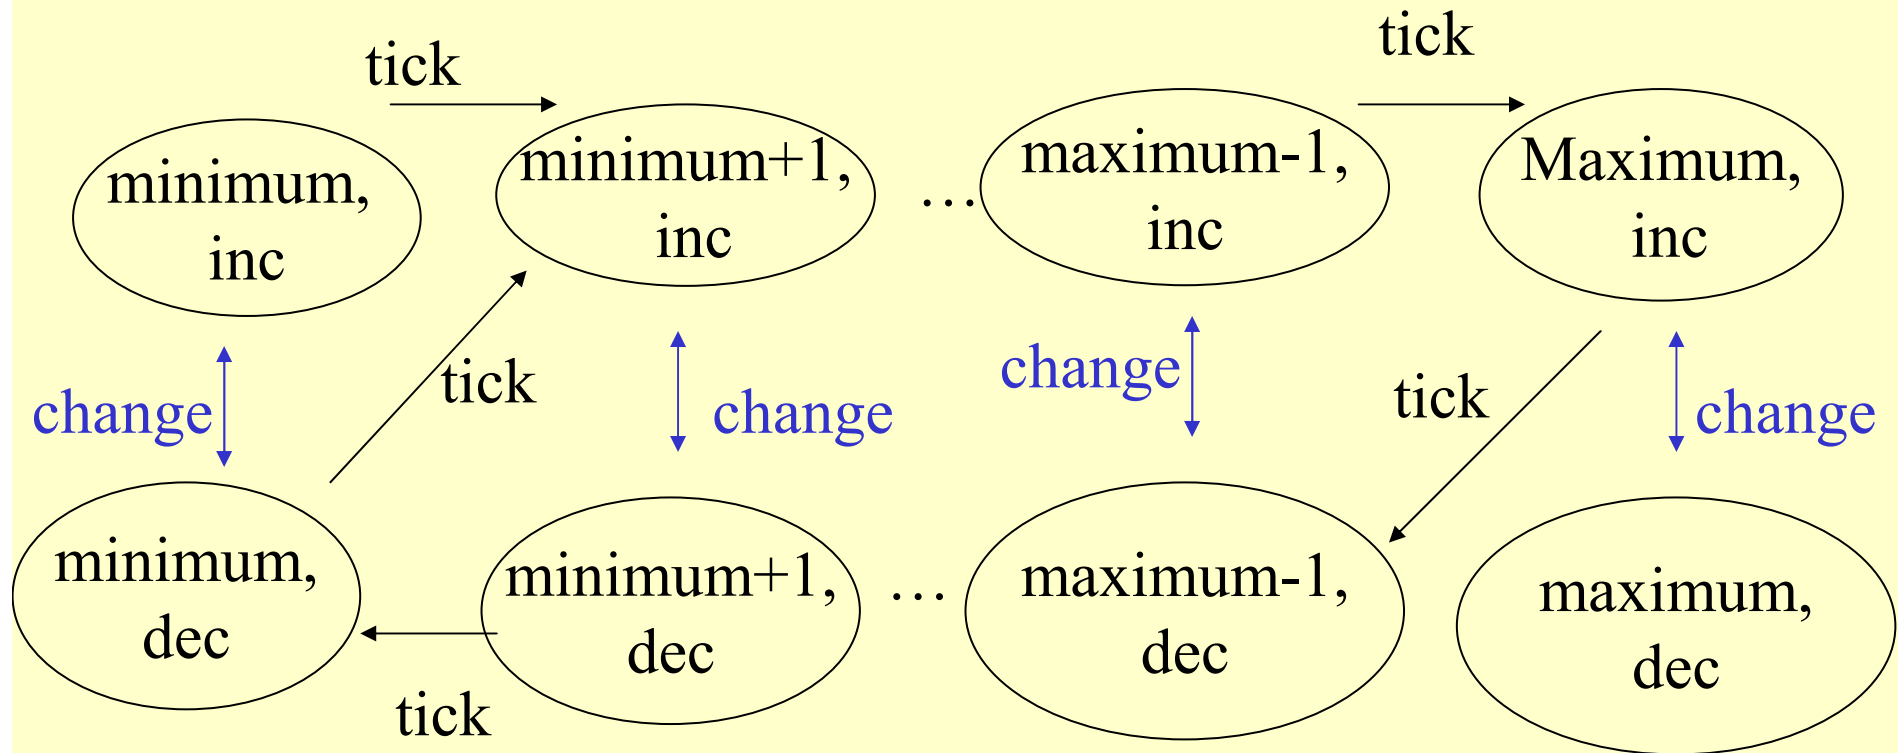 tick
tick
minimum,
inc
minimum+1,
inc
…
maximum-1,
inc
Maximum,
inc
change
tick
change
change
tick
change
minimum,
dec
minimum+1,
dec
…
maximum-1,
dec
maximum,
dec
tick